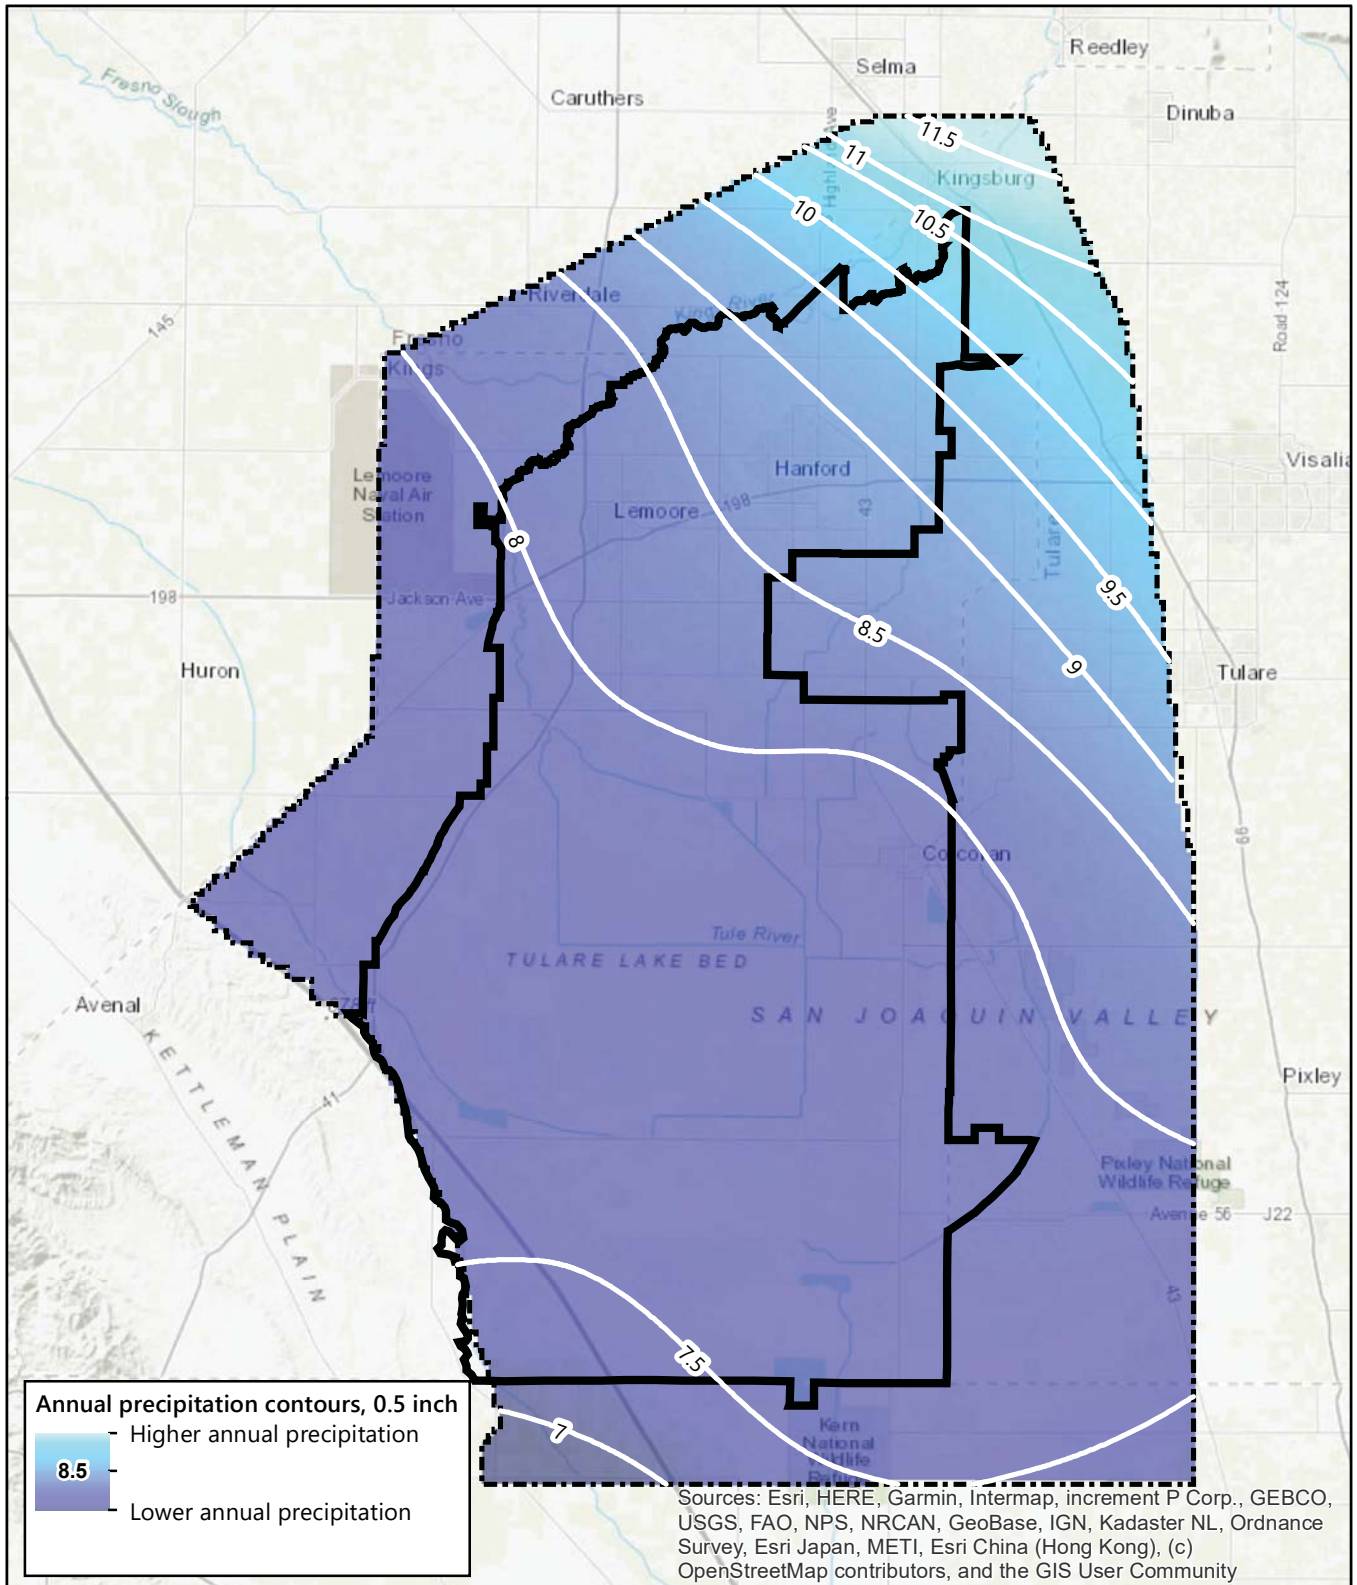 Reedley
Selma
Caruthers
Dinuba
Fresno Slough
Highland Ave
11.5
11
Kingsburg
10
10.5
Riverdale
Kings River
Road 124
145
Fresno
Kings
Visalia
Hanford
Lemoore
Naval Air
Station
198
Lemoore
43
8
Tulare
9.5
198
Jackson Ave
8.5
Huron
9
Tulare
99
Corcoran
Tule River
TULARE LAKE BED
Avenal
SAN JOAQUIN VALLEY
Pixley
41
KETTLEMAN PLAIN
Pixley National
Wildlife Refuge
Avenue 56
J22
43
7.5
7
Kern
National
Wildlife
Refuge
Annual precipitation contours, 0.5 inch
Higher annual precipitation
8.5
Lower annual precipitation
Sources: Esri, HERE, Garmin, Intermap, increment P Corp., GEBCO,
USGS, FAO, NPS, NRCAN, GeoBase, IGN, Kadaster NL, Ordnance
Survey, Esri Japan, METI, Esri China (Hong Kong), (c)
OpenStreetMap contributors, and the GIS User Community